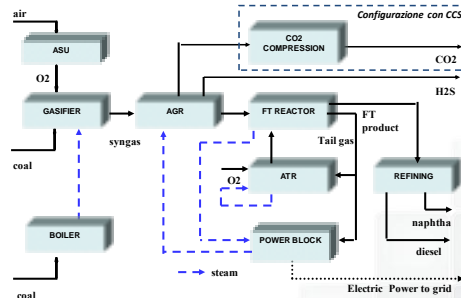 Configurazione con CCS
air
ASU
CO2
COMPRESSION
CO2
O2
H2S
GASIFIER
AGR
FT REACTOR
FT
product
syngas
Tail gas
coal
O2
ATR
REFINING
naphtha
BOILER
POWER BLOCK
diesel
steam
Electric Power to grid
coal